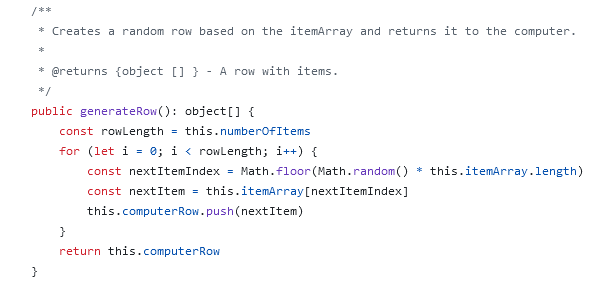 /**
 * Creates a random row based on the itemArray and returns it to the computer.
 *
 * @returns {object [] } - A row with items.
 */
public generateRow(): object[] {
    const rowLength = this.numberOfItems
    for (let i = 0; i < rowLength; i++) {
        const nextItemIndex = Math.floor(Math.random() * this.itemArray.length)
        const nextItem = this.itemArray[nextItemIndex]
        this.computerRow.push(nextItem)
    }
    return this.computerRow
}